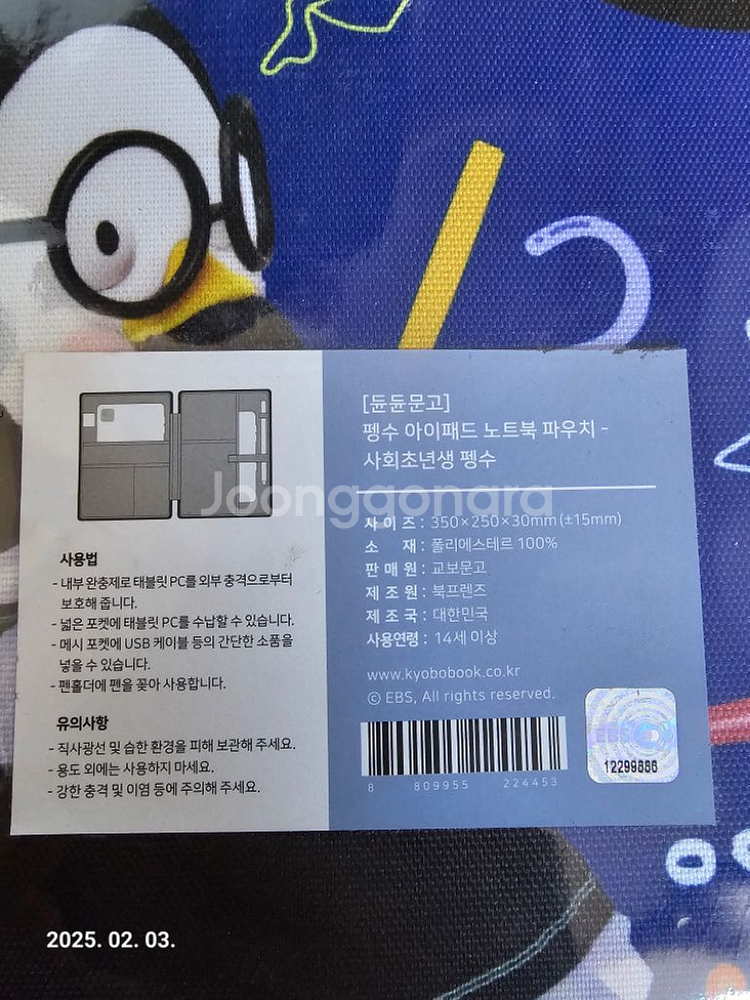 사용법
- 내부 완충제로 태블릿 PC를 외부 충격으로부터
보호해 줍니다.
- 넓은 포켓에 태블릿 PC를 수납할 수 있습니다.
- 메시 포켓에 USB 케이블 등의 간단한 소품을
넣을 수 있습니다.
- 펜홀더에 펜을 꽂아 사용합니다.
유의사항
- 직사광선 및 습한 환경을 피해 보관해 주세요.
- 용도 외에는 사용하지 마세요.
- 강한 충격 및 이염 등에 주의해 주세요.
[듄듄문고]
펭수 아이패드 노트북 파우치 -
사회초년생 펭수
Joonggonara
사 이 즈 : 350×250×30mm (±15mm)
소 재 : 폴리에스테르 100%
판 매 원 : 교보문고
제 조 원 : 북프렌즈
제 조 국 : 대한민국
사용연령 : 14세 이상
www.kyobobook.co.kr
© EBS, All rights reserved.
8 809955 224453
EBS
12299886
2025. 02. 03.